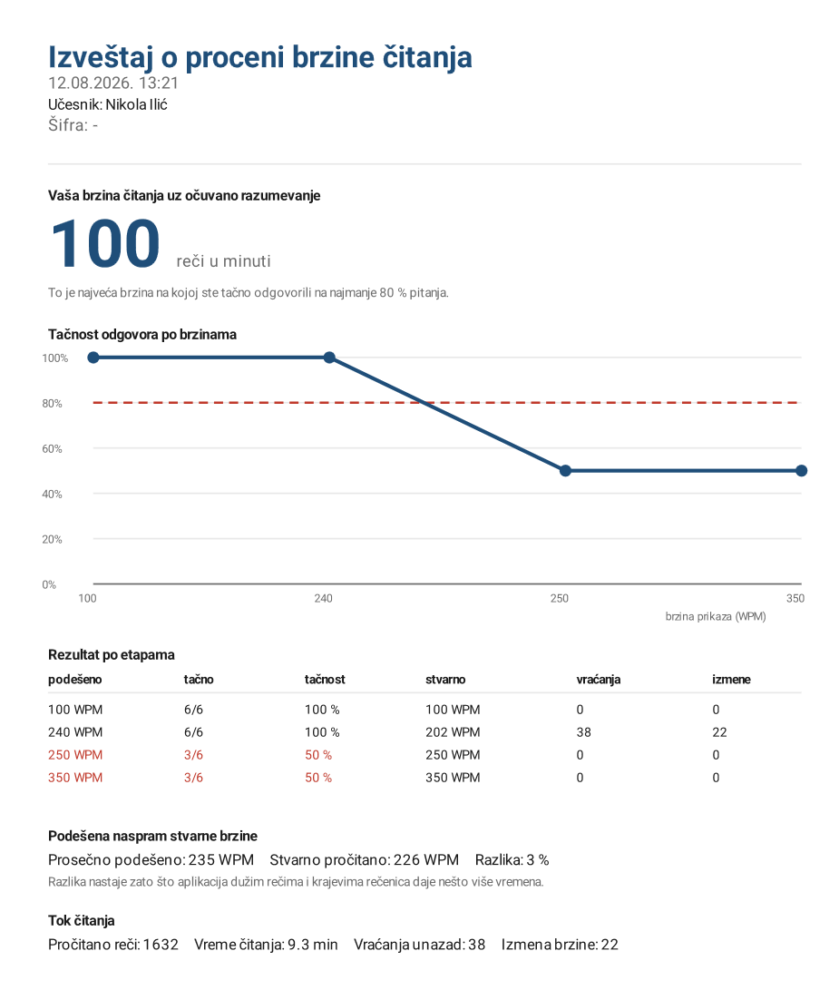 Izveštaj o proceni brzine čitanja
12.08.2026. 13:21
Učesnik: Nikola Ilić
Šifra: -
Vaša brzina čitanja uz očuvano razumevanje
100 reči u minuti
To je najveća brzina na kojoj ste tačno odgovorili na najmanje 80 % pitanja.
Tačnost odgovora po brzinama
100%
80%
60%
40%
20%
0%
100 240 250 350
brzina prikaza (WPM)
Rezultat po etapama
podešeno tačno tačnost stvarno vraćanja izmene
100 WPM 6/6 100 % 100 WPM 0 0
240 WPM 6/6 100 % 202 WPM 38 22
250 WPM 3/6 50 % 250 WPM 0 0
350 WPM 3/6 50 % 350 WPM 0 0
Podešena naspram stvarne brzine
Prosečno podešeno: 235 WPM Stvarno pročitano: 226 WPM Razlika: 3 %
Razlika nastaje zato što aplikacija dužim rečima i krajevima rečenica daje nešto više vremena.
Tok čitanja
Pročitano reči: 1632 Vreme čitanja: 9.3 min Vraćanja unazad: 38 Izmena brzine: 22